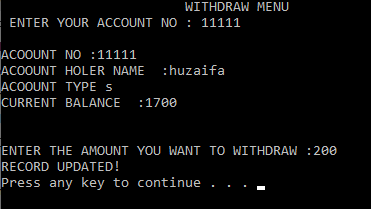 WITHDRAW MENU
ENTER YOUR ACCOUNT NO : 11111
ACOOUNT NO :11111
ACOOUNT HOLER NAME  :huzaifa
ACOOUNT TYPE s
CURRENT BALANCE  :1700
ENTER THE AMOUNT YOU WANT TO WITHDRAW :200
RECORD UPDATED!
Press any key to continue . . .